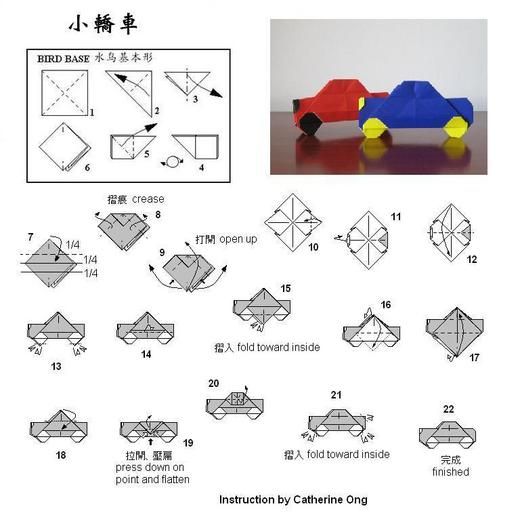 小轎車
BIRD BASE 水鸟基本形
1
2
3
6
5
4
摺痕 crease
7
1/4
1/4
1/4
8
打開 open up
9
10
11
12
13
14
15
摺入 fold toward inside
16
17
18
拉開、壓扁
press down on
point and flatten
19
20
21
摺入 fold toward inside
22
完成
finished
Instruction by Catherine Ong